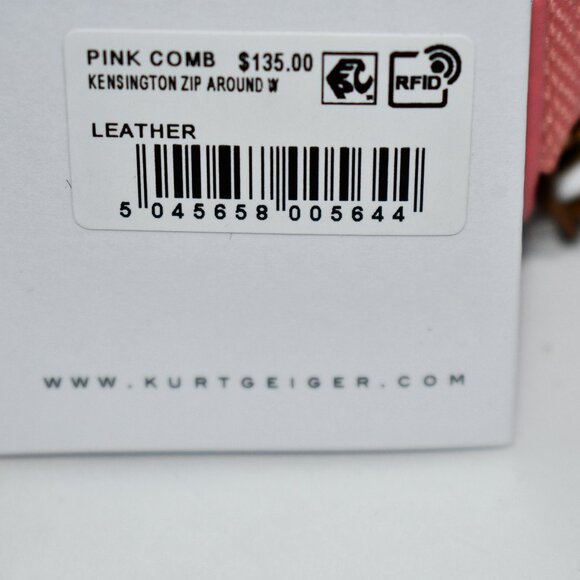 PINK COMB $135.00
KENSINGTON ZIP AROUND W
RFID
LEATHER
5 045658 005644
WWW.KURTGEIGER.COM